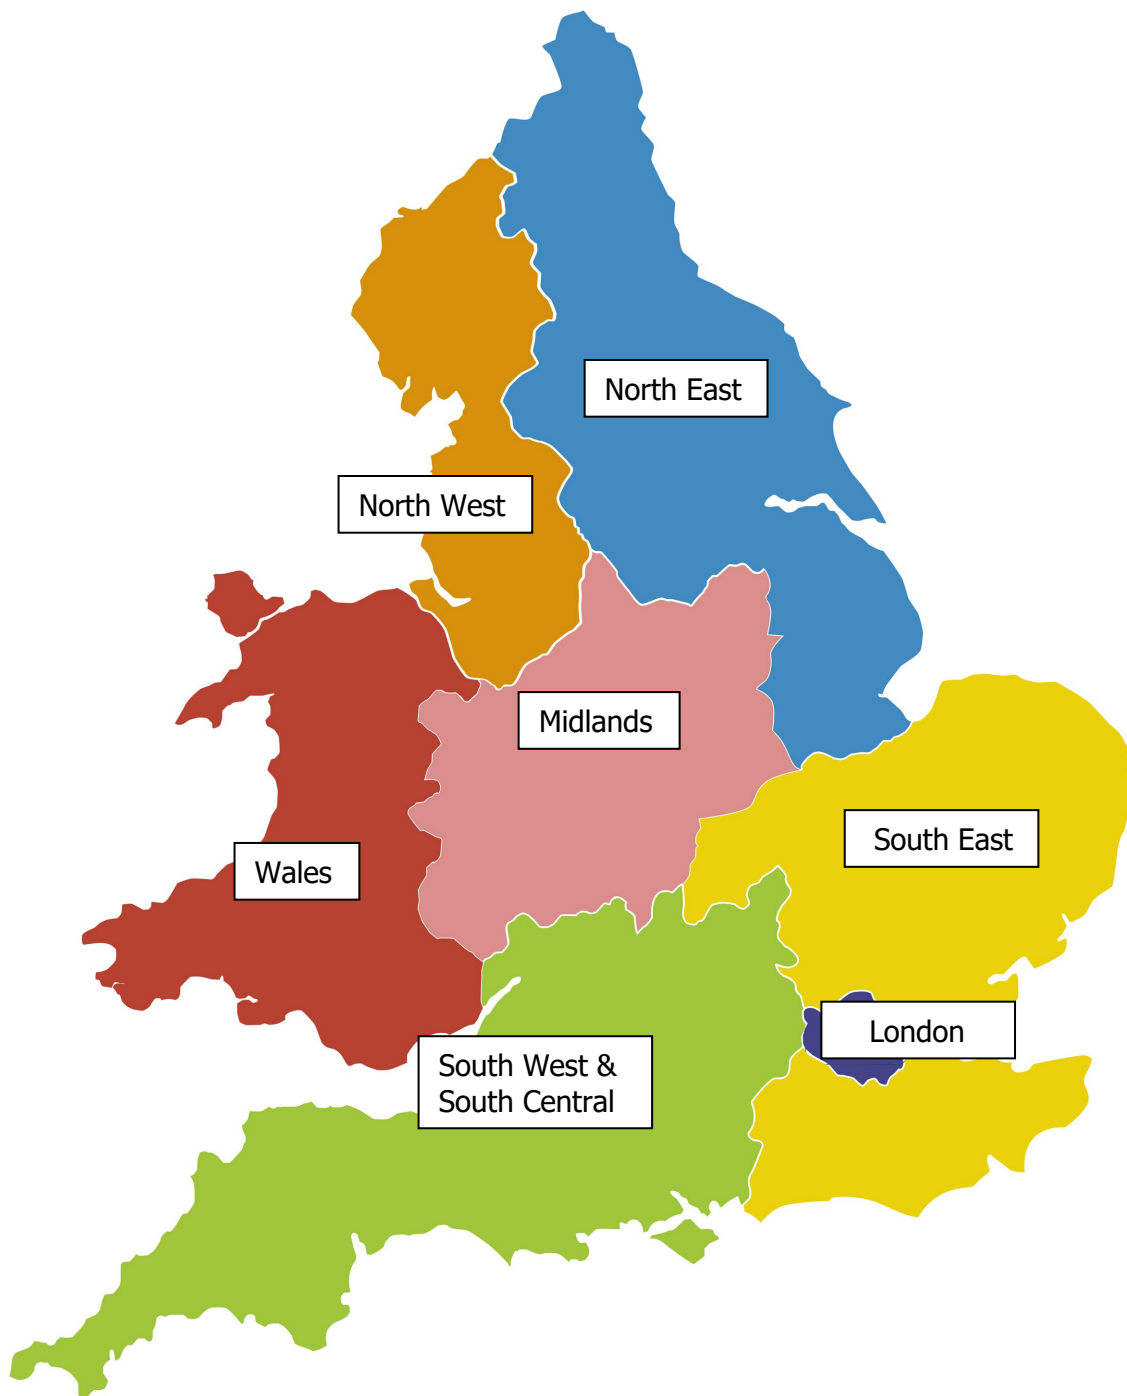 North East
North West
Midlands
South East
Wales
London
South West &
South Central